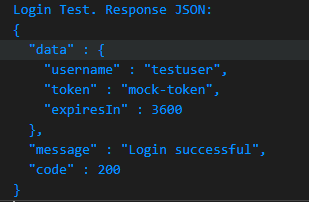 Login Test. Response JSON:
{
  "data" : {
    "username" : "testuser",
    "token" : "mock-token",
    "expiresIn" : 3600
  },
  "message" : "Login successful",
  "code" : 200
}